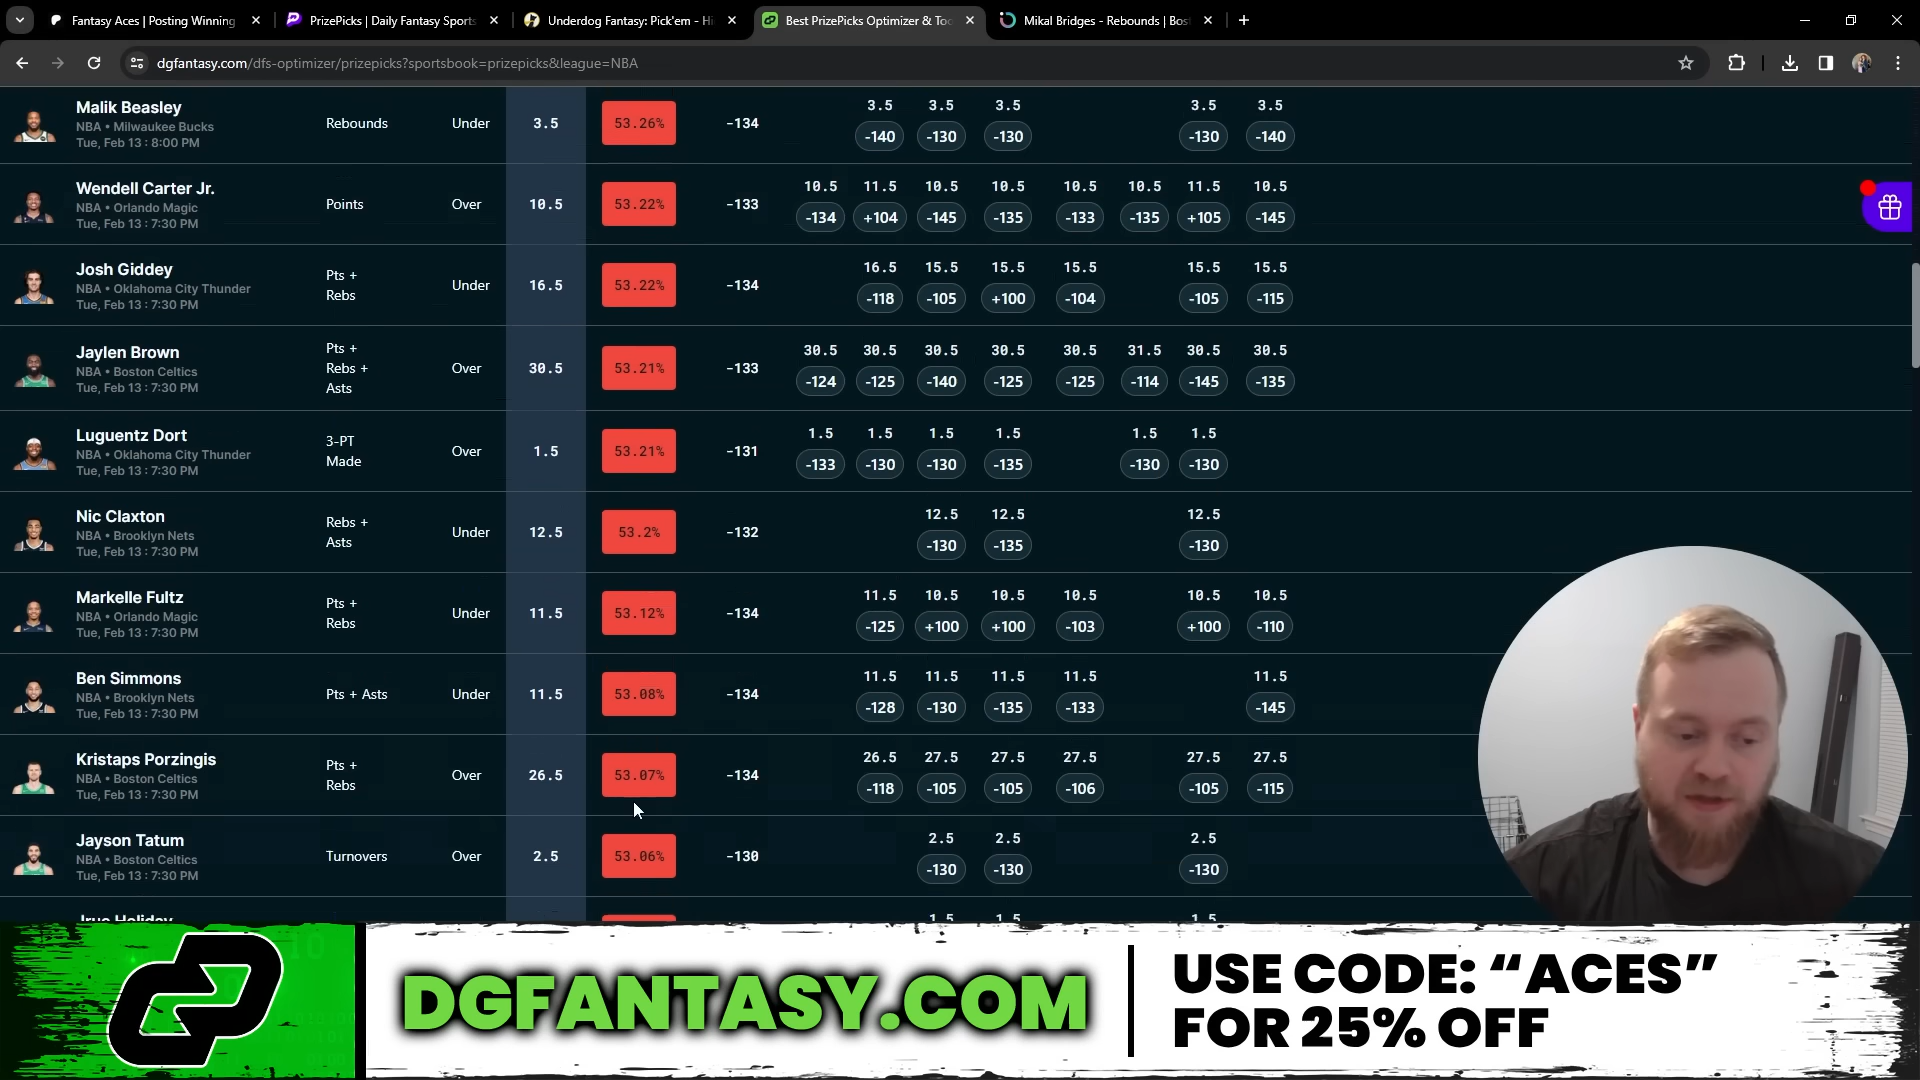 Fantasy Aces | Posting Winning
PrizePicks | Daily Fantasy Sports
Underdog Fantasy: Pick'em - Hi
Best PrizePicks Optimizer & Too
Mikal Bridges - Rebounds | Bos
dgfantasy.com/dfs-optimizer/prizepicks?sportsbook=prizepicks&league=NBA
Malik Beasley
NBA • Milwaukee Bucks
Tue, Feb 13 : 8:00 PM
Rebounds Under 3.5 53.26% -134
3.5 3.5 3.5 3.5 3.5
-140 -130 -130 -130 -140
Wendell Carter Jr.
NBA • Orlando Magic
Tue, Feb 13 : 7:30 PM
Points Over 10.5 53.22% -133
10.5 11.5 10.5 10.5 10.5 10.5 11.5 10.5
-134 +104 -145 -135 -133 -135 +105 -145
Josh Giddey
NBA • Oklahoma City Thunder
Tue, Feb 13 : 7:30 PM
Pts +
Rebs
Under 16.5 53.22% -134
16.5 15.5 15.5 15.5 15.5 15.5
-118 -105 +100 -104 -105 -115
Jaylen Brown
NBA • Boston Celtics
Tue, Feb 13 : 7:30 PM
Pts +
Rebs +
Asts
Over 30.5 53.21% -133
30.5 30.5 30.5 30.5 30.5 31.5 30.5 30.5
-124 -125 -140 -125 -125 -114 -145 -135
Luguentz Dort
NBA • Oklahoma City Thunder
Tue, Feb 13 : 7:30 PM
3-PT
Made
Over 1.5 53.21% -131
1.5 1.5 1.5 1.5 1.5 1.5
-133 -130 -130 -135 -130 -130
Nic Claxton
NBA • Brooklyn Nets
Tue, Feb 13 : 7:30 PM
Rebs +
Asts
Under 12.5 53.2% -132
12.5 12.5 12.5
-130 -135 -130
Markelle Fultz
NBA • Orlando Magic
Tue, Feb 13 : 7:30 PM
Pts +
Rebs
Under 11.5 53.12% -134
11.5 10.5 10.5 10.5 10.5 10.5
-125 +100 +100 -103 +100 -110
Ben Simmons
NBA • Brooklyn Nets
Tue, Feb 13 : 7:30 PM
Pts + Asts Under 11.5 53.08% -134
11.5 11.5 11.5 11.5 11.5
-128 -130 -135 -133 -145
Kristaps Porzingis
NBA • Boston Celtics
Tue, Feb 13 : 7:30 PM
Pts +
Rebs
Over 26.5 53.07% -134
26.5 27.5 27.5 27.5 27.5 27.5
-118 -105 -105 -106 -105 -115
Jayson Tatum
NBA • Boston Celtics
Tue, Feb 13 : 7:30 PM
Turnovers Over 2.5 53.06% -130
2.5 2.5 2.5
-130 -130 -130
Jrue Holiday
1.5 1.5 1.5
DGFANTASY.COM
USE CODE: “ACES”
FOR 25% OFF